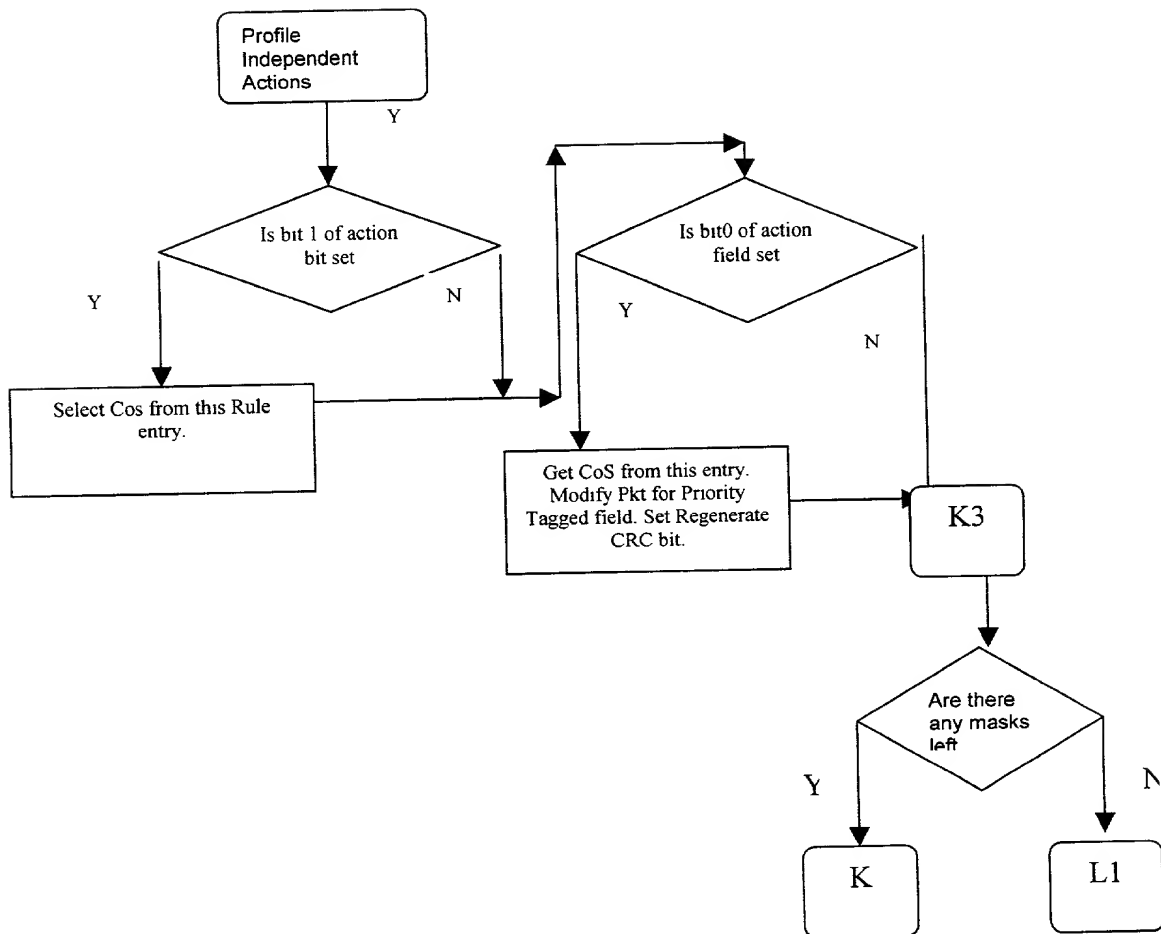 Profile
Independent
Actions
Y
Is bit 1 of action
bit set
Y
N
Select Cos from this Rule
entry.
Is bit0 of action
field set
Y
N
Get CoS from this entry.
Modify Pkt for Priority
Tagged field. Set Regenerate
CRC bit.
K3
Are there
any masks
left
Y
N
K
L1